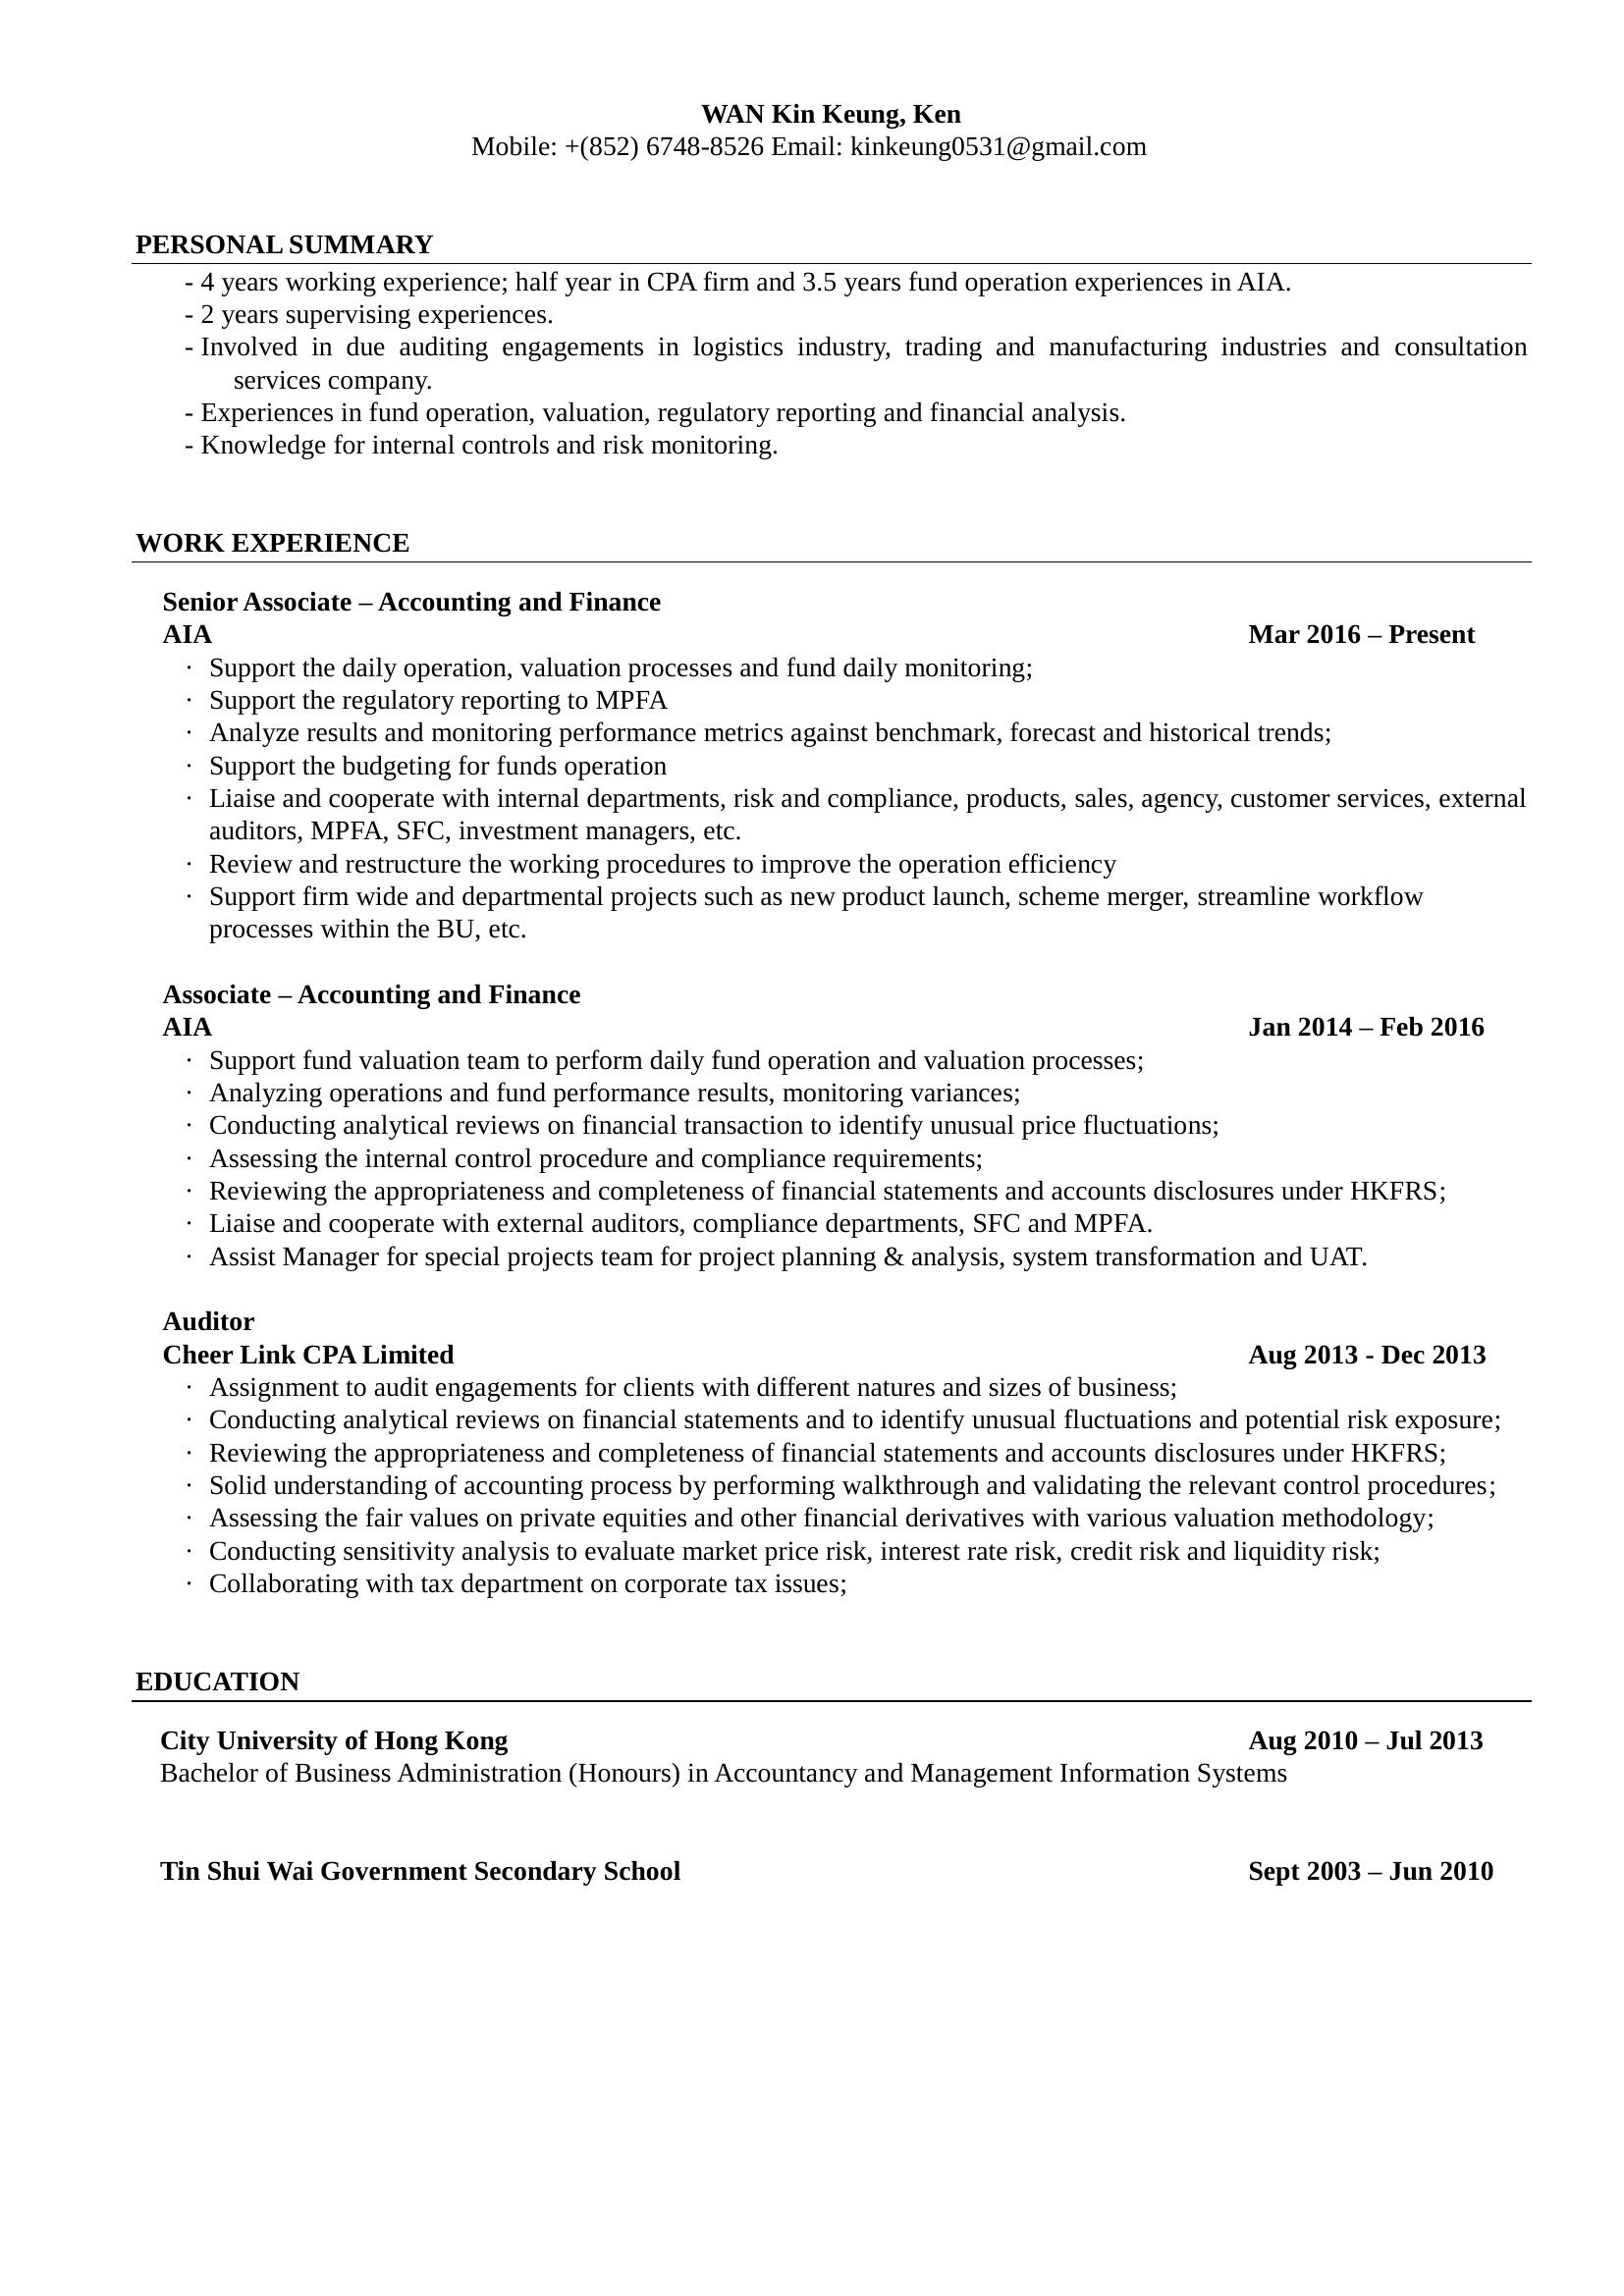 WAN Kin Keung, Ken
Mobile: +(852) 6748-8526 Email: kinkeung0531@gmail.com
PERSONAL SUMMARY
- 4 years working experience; half year in CPA firm and 3.5 years fund operation experiences in AIA.
- 2 years supervising experiences.
- Involved in due auditing engagements in logistics industry, trading and manufacturing industries and consultation
services company.
- Experiences in fund operation, valuation, regulatory reporting and financial analysis.
- Knowledge for internal controls and risk monitoring.
WORK EXPERIENCE
Senior Associate – Accounting and Finance
AIA Mar 2016 – Present
· Support the daily operation, valuation processes and fund daily monitoring;
· Support the regulatory reporting to MPFA
· Analyze results and monitoring performance metrics against benchmark, forecast and historical trends;
· Support the budgeting for funds operation
· Liaise and cooperate with internal departments, risk and compliance, products, sales, agency, customer services, external
auditors, MPFA, SFC, investment managers, etc.
· Review and restructure the working procedures to improve the operation efficiency
· Support firm wide and departmental projects such as new product launch, scheme merger, streamline workflow
processes within the BU, etc.
Associate – Accounting and Finance
AIA Jan 2014 – Feb 2016
· Support fund valuation team to perform daily fund operation and valuation processes;
· Analyzing operations and fund performance results, monitoring variances;
· Conducting analytical reviews on financial transaction to identify unusual price fluctuations;
· Assessing the internal control procedure and compliance requirements;
· Reviewing the appropriateness and completeness of financial statements and accounts disclosures under HKFRS;
· Liaise and cooperate with external auditors, compliance departments, SFC and MPFA.
· Assist Manager for special projects team for project planning & analysis, system transformation and UAT.
Auditor
Cheer Link CPA Limited Aug 2013 - Dec 2013
· Assignment to audit engagements for clients with different natures and sizes of business;
· Conducting analytical reviews on financial statements and to identify unusual fluctuations and potential risk exposure;
· Reviewing the appropriateness and completeness of financial statements and accounts disclosures under HKFRS;
· Solid understanding of accounting process by performing walkthrough and validating the relevant control procedures;
· Assessing the fair values on private equities and other financial derivatives with various valuation methodology;
· Conducting sensitivity analysis to evaluate market price risk, interest rate risk, credit risk and liquidity risk;
· Collaborating with tax department on corporate tax issues;
EDUCATION
City University of Hong Kong Aug 2010 – Jul 2013
Bachelor of Business Administration (Honours) in Accountancy and Management Information Systems
Tin Shui Wai Government Secondary School Sept 2003 – Jun 2010